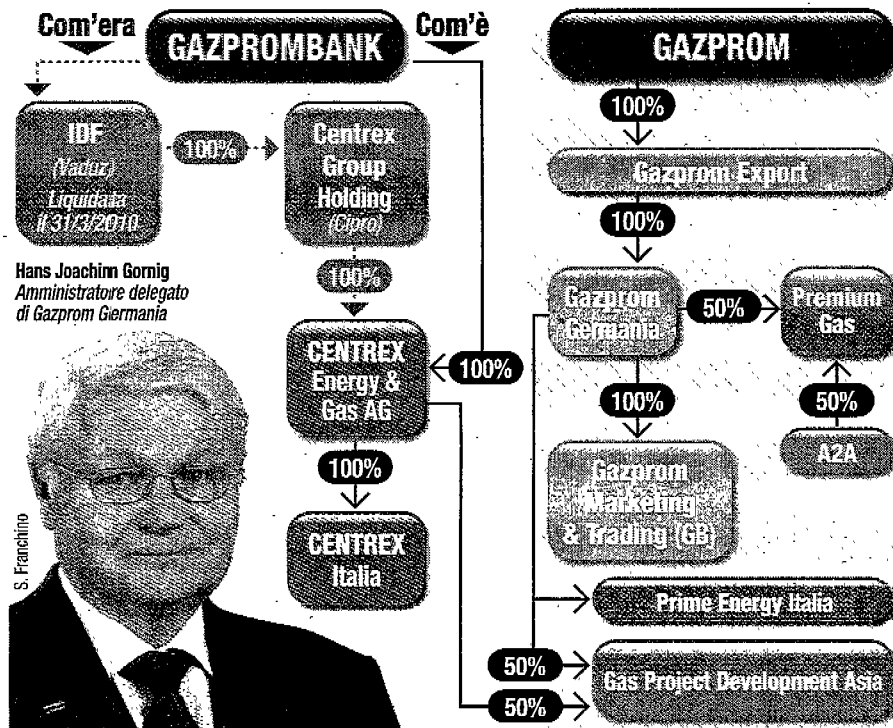 Com'era
GAZPROMBANK
Com'è
IDF
(Vaduz)
Liquidata
il 31/3/2010
100%
Centrex
Group
Holding
(Cipro)
100%
Hans Joachim Gornig
Amministratore delegato
di Gazprom Giermania
CENTREX
Energy &
Gas AG
100%
100%
CENTREX
Italia
S. Franchino
GAZPROM
100%
Gazprom Export
100%
Gazprom
Germania
50%
Premium
Gas
100%
50%
A2A
Gazprom
Marketing
& Trading (GB)
Prime Energy Italia
50%
Gas Project Development Asia
50%